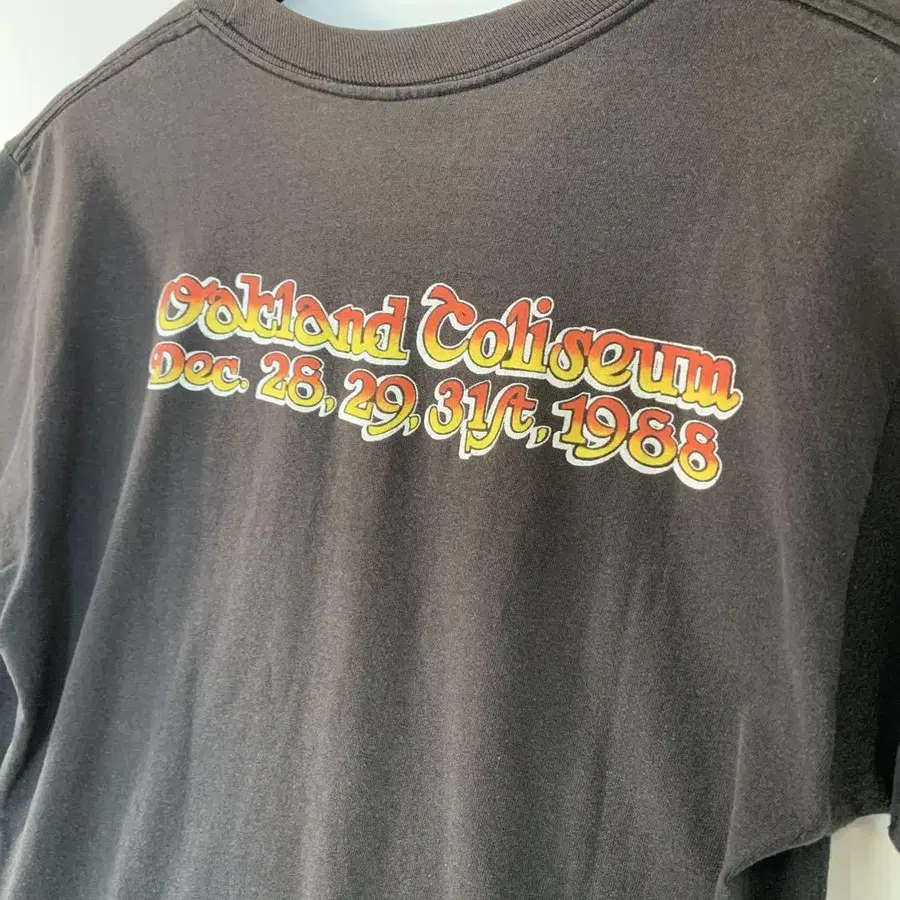 Oakland Coliseum
Dec. 28, 29, 31st, 1988